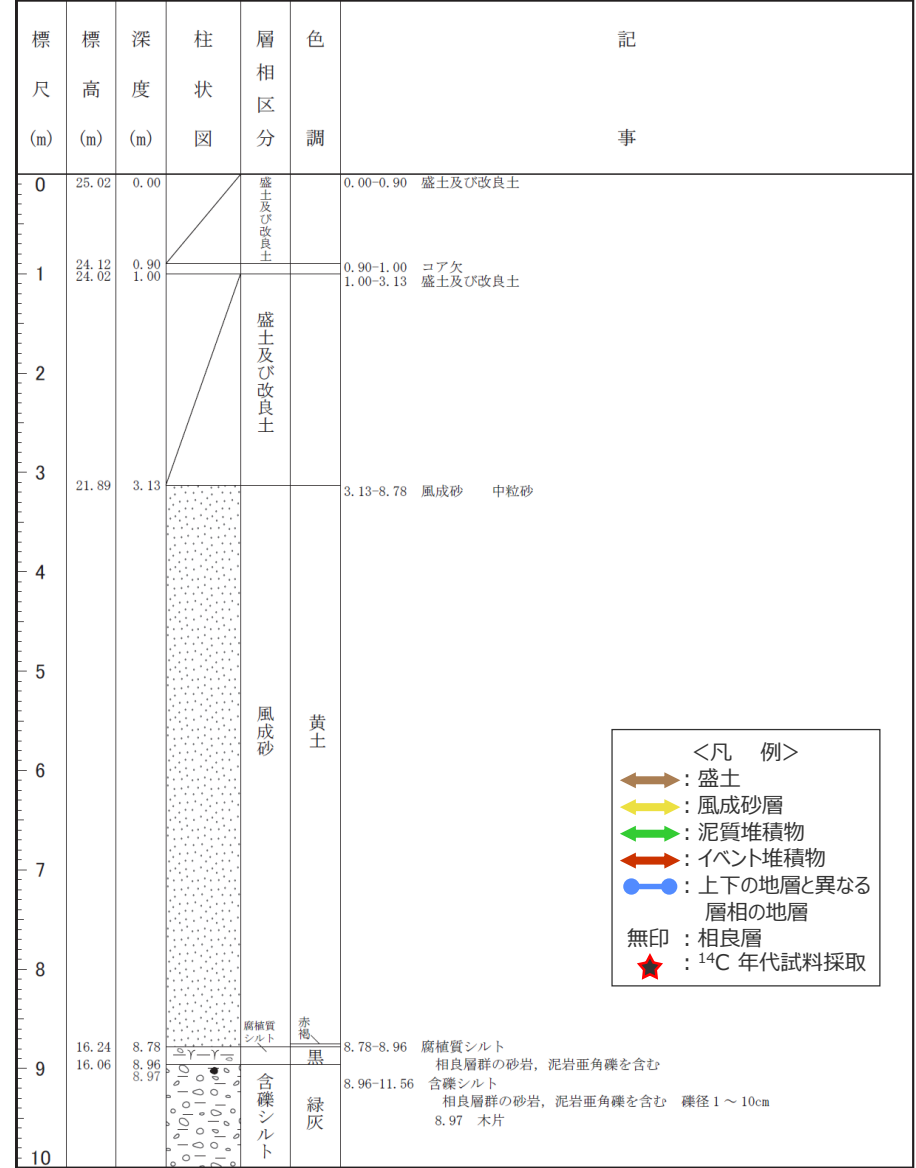 標尺(m)
標高(m)
深度(m)
柱状図
層相区分
色調
記事
0 25.02 0.00 盛土及び改良土 0.00-0.90 盛土及び改良土
24.12 0.90 0.90-1.00 コア欠
1 24.02 1.00 1.00-3.13 盛土及び改良土
盛土及び改良土
2
3
21.89 3.13 3.13-8.78 風成砂 中粒砂
4
5
風成砂 黄土
6
7
8
<凡 例>
:盛土
:風成砂層
:泥質堆積物
:イベント堆積物
:上下の地層と異なる
層相の地層
無印 :相良層
:14C 年代試料採取
腐植質シルト 赤褐
16.24 8.78 黒 8.78-8.96 腐植質シルト
9 16.06 8.96 相良層群の砂岩,泥岩亜角礫を含む
8.97
含礫シルト 緑灰 8.96-11.56 含礫シルト
相良層群の砂岩,泥岩亜角礫を含む 礫径1~10cm
8.97 木片
10